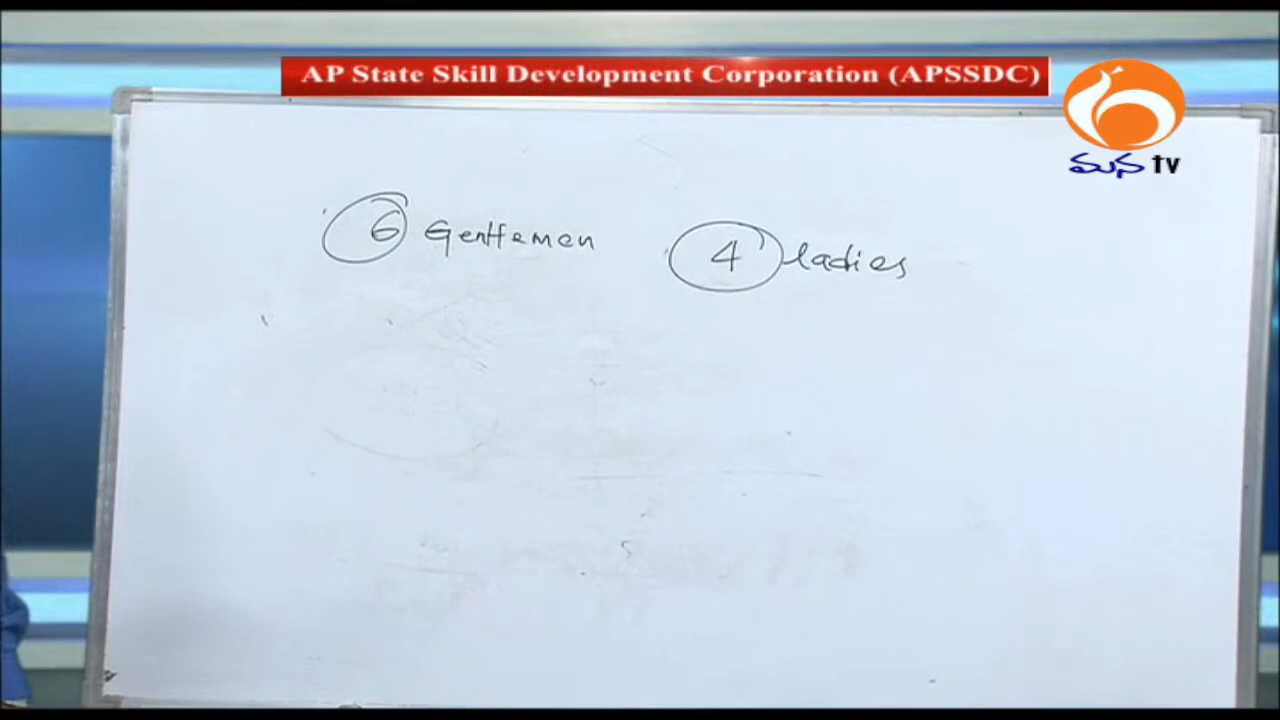 AP State Skill Development Corporation (APSSDC)
మన tv
6 Gentlemen 4 ladies